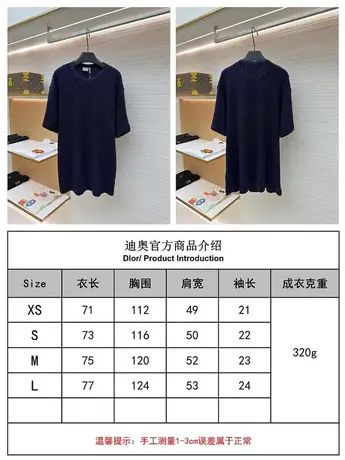 迪奥官方商品介绍
DIor/ Product Introduction
Size 衣长 胸围 肩宽 袖长 成衣克重
XS 71 112 49 21
S 73 116 50 22
M 75 120 52 23
L 77 124 53 24
320g
温馨提示：手工测量1-3cm误差属于正常